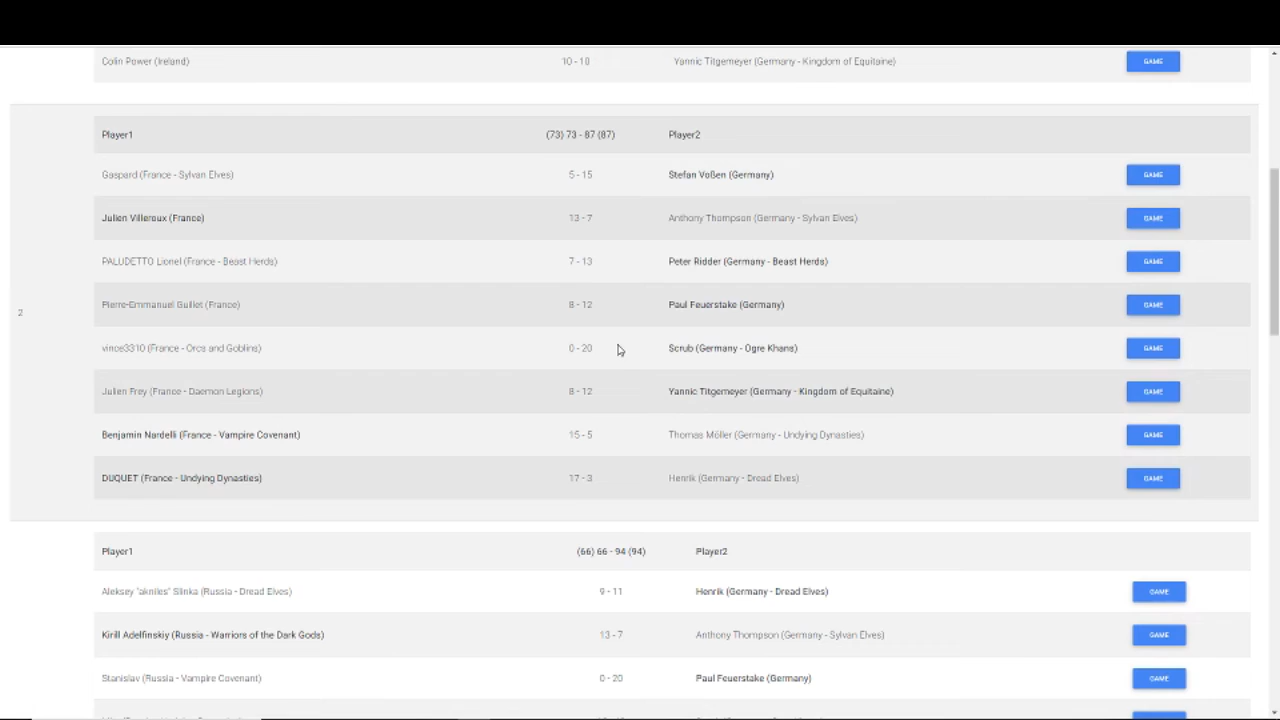 Colin Power (Ireland) 10 - 10 Yannic Titgemeyer (Germany - Kingdom of Equitaine) GAME
Player1 (73) 73 - 87 (87) Player2
Gaspard (France - Sylvan Elves) 5 - 15 Stefan Voßen (Germany) GAME
Julien Villeroux (France) 13 - 7 Anthony Thompson (Germany - Sylvan Elves) GAME
PALUDETTO Lionel (France - Beast Herds) 7 - 13 Peter Ridder (Germany - Beast Herds) GAME
2 Pierre-Emmanuel Guillet (France) 8 - 12 Paul Feuerstake (Germany) GAME
vince3310 (France - Orcs and Goblins) 0 - 20 Scrub (Germany - Ogre Khans) GAME
Julien Frey (France - Daemon Legions) 8 - 12 Yannic Titgemeyer (Germany - Kingdom of Equitaine) GAME
Benjamin Nardelli (France - Vampire Covenant) 15 - 5 Thomas Möller (Germany - Undying Dynasties) GAME
DUQUET (France - Undying Dynasties) 17 - 3 Henrik (Germany - Dread Elves) GAME
Player1 (66) 66 - 94 (94) Player2
Aleksey "akniles" Slinka (Russia - Dread Elves) 9 - 11 Henrik (Germany - Dread Elves) GAME
Kirill Adelfinskiy (Russia - Warriors of the Dark Gods) 13 - 7 Anthony Thompson (Germany - Sylvan Elves) GAME
Stanislav (Russia - Vampire Covenant) 0 - 20 Paul Feuerstake (Germany) GAME